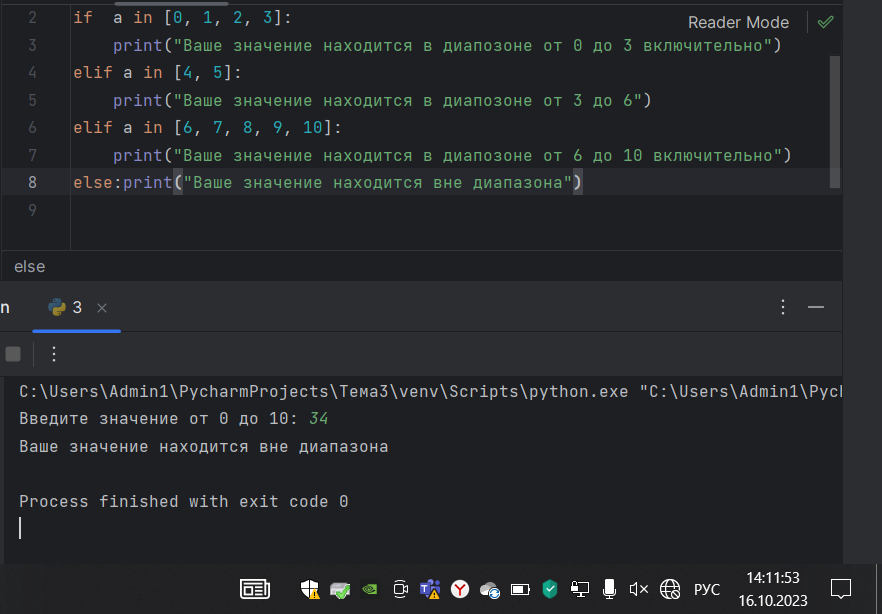 2 if  a in [0, 1, 2, 3]:
Reader Mode
3     print("Ваше значение находится в диапозоне от 0 до 3 включительно")
4 elif a in [4, 5]:
5     print("Ваше значение находится в диапозоне от 3 до 6")
6 elif a in [6, 7, 8, 9, 10]:
7     print("Ваше значение находится в диапозоне от 6 до 10 включительно")
8 else:print("Ваше значение находится вне диапазона")
9
else
n 3
C:\Users\Admin1\PycharmProjects\Тема3\venv\Scripts\python.exe "C:\Users\Admin1\Pych
Введите значение от 0 до 10: 34
Ваше значение находится вне диапазона
Process finished with exit code 0
РУС
14:11:53
16.10.2023